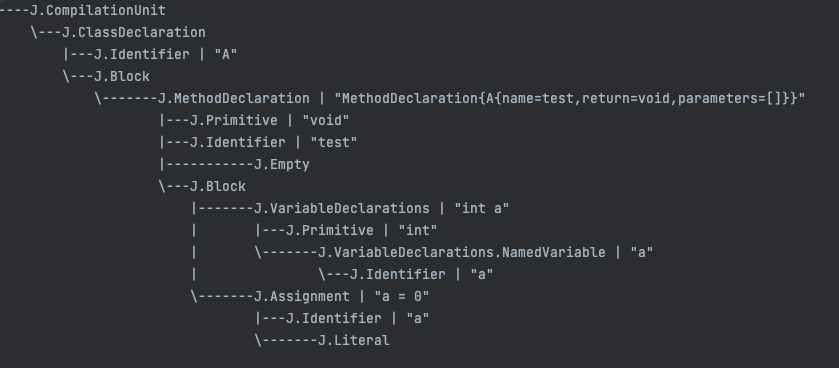 ----J.CompilationUnit
    \---J.ClassDeclaration
        |---J.Identifier | "A"
        \---J.Block
            \-------J.MethodDeclaration | "MethodDeclaration{A{name=test,return=void,parameters=[]}}"
                    |---J.Primitive | "void"
                    |---J.Identifier | "test"
                    |-----------J.Empty
                    \---J.Block
                        |-------J.VariableDeclarations | "int a"
                        |       |---J.Primitive | "int"
                        |       \-------J.VariableDeclarations.NamedVariable | "a"
                        |               \---J.Identifier | "a"
                        \-------J.Assignment | "a = 0"
                                |---J.Identifier | "a"
                                \-------J.Literal